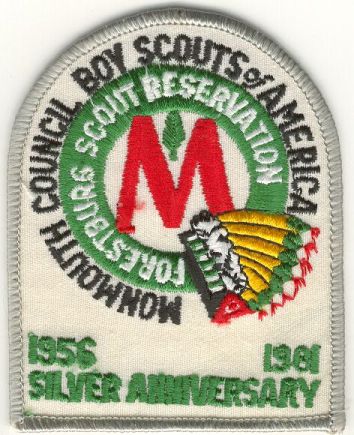 MONMOUTH COUNCIL BOY SCOUTS of AMERICA
FORESTBURG SCOUT RESERVATION
M
1956 1981
SILVER ANNIVERSARY